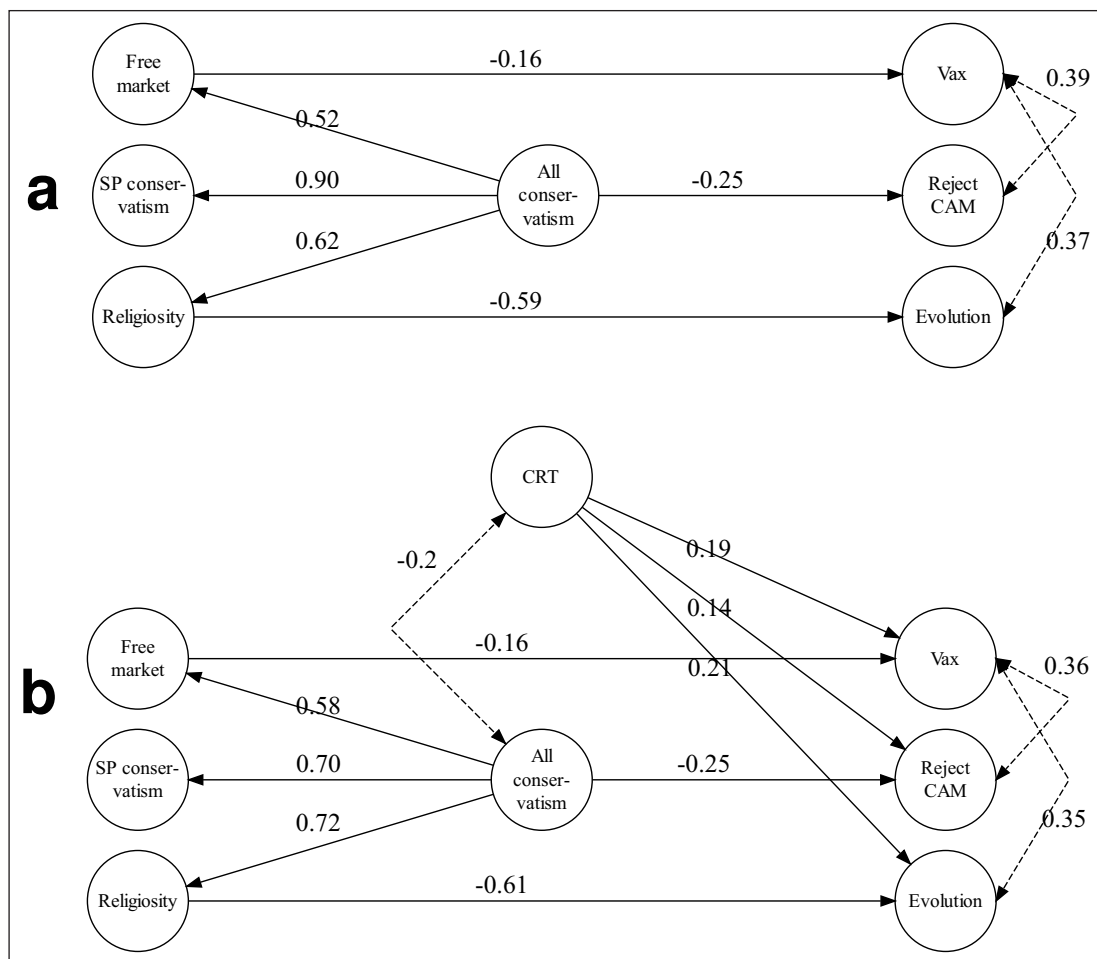 Free
market
-0.16
Vax
0.39
0.52
a
SP conser-
vatism
0.90
All
conser-
vatism
-0.25
Reject
CAM
0.62
0.37
Religiosity
-0.59
Evolution
CRT
-0.2
0.19
0.14
Free
market
-0.16
0.21
Vax
0.36
b
0.58
SP conser-
vatism
0.70
All
conser-
vatism
-0.25
Reject
CAM
0.72
0.35
Religiosity
-0.61
Evolution